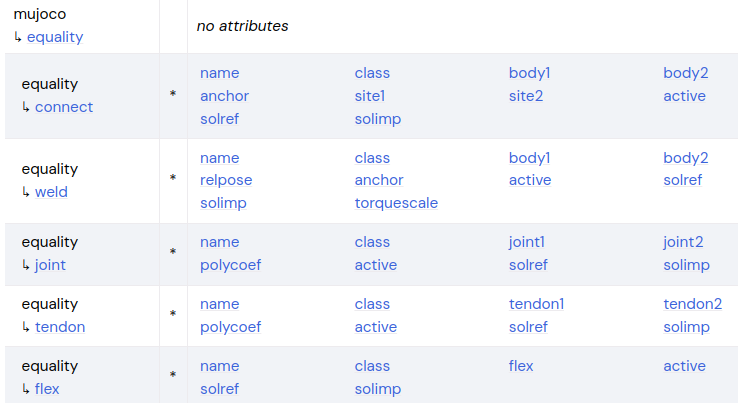 mujoco
↳ equality
no attributes
equality
↳ connect
*
name class body1 body2
anchor site1 site2 active
solref solimp
equality
↳ weld
*
name class body1 body2
relpose anchor active solref
solimp torquescale
equality
↳ joint
*
name class joint1 joint2
polycoef active solref solimp
equality
↳ tendon
*
name class tendon1 tendon2
polycoef active solref solimp
equality
↳ flex
*
name class flex active
solref solimp